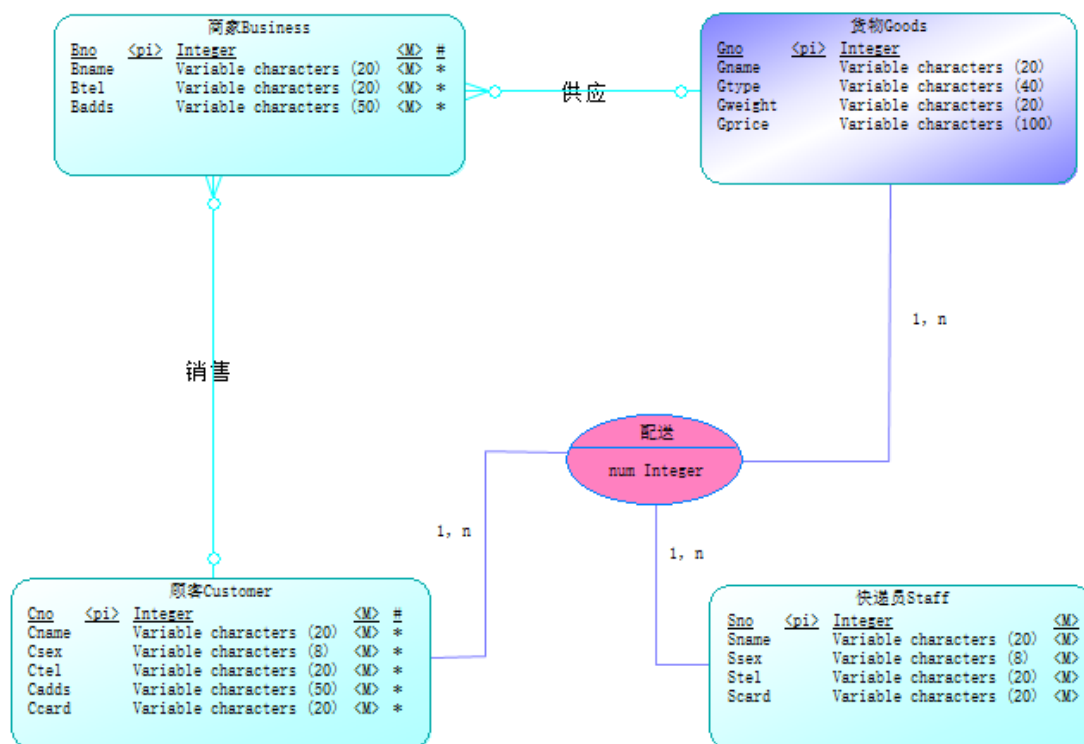 商家Business
Bno <pi> Integer <M> #
Bname Variable characters (20) <M> *
Btel Variable characters (20) <M> *
Badds Variable characters (50) <M> *
货物Goods
Gno <pi> Integer
Gname Variable characters (20)
Gtype Variable characters (40)
Gweight Variable characters (20)
Gprice Variable characters (100)
供应
1, n
销售
配送
num Integer
1, n
1, n
顾客Customer
Cno <pi> Integer <M> #
Cname Variable characters (20) <M> *
Csex Variable characters (8) <M> *
Ctel Variable characters (20) <M> *
Cadds Variable characters (50) <M> *
Ccard Variable characters (20) <M> *
快递员Staff
Sno <pi> Integer <M>
Sname Variable characters (20) <M>
Ssex Variable characters (8) <M>
Stel Variable characters (20) <M>
Scard Variable characters (20) <M>